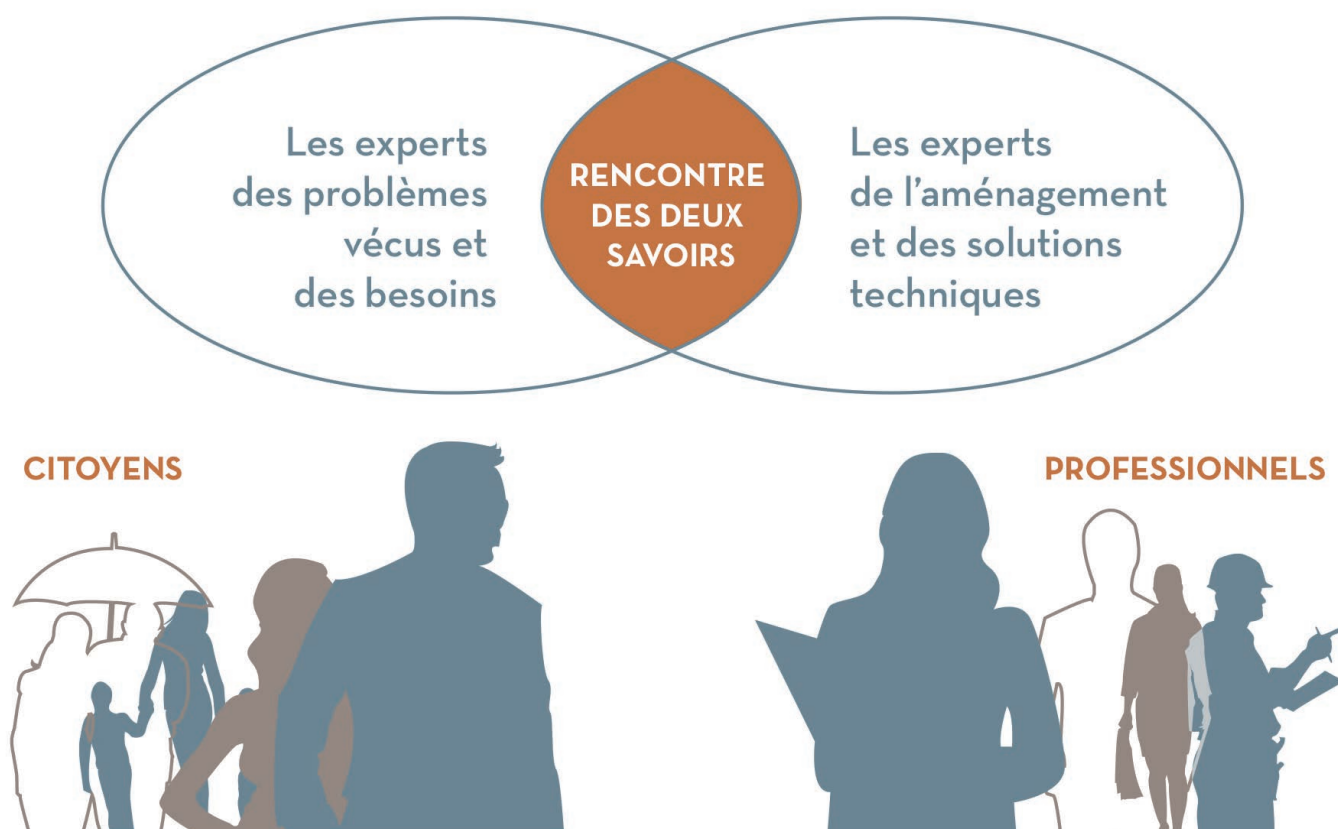 Les experts
des problèmes
vécus et
des besoins
RENCONTRE
DES DEUX
SAVOIRS
Les experts
de l'aménagement
et des solutions
techniques
CITOYENS
PROFESSIONNELS